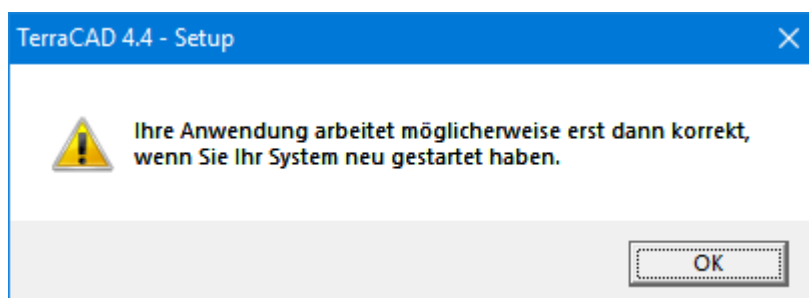 TerraCAD 4.4 - Setup
Ihre Anwendung arbeitet möglicherweise erst dann korrekt,
wenn Sie Ihr System neu gestartet haben.
OK